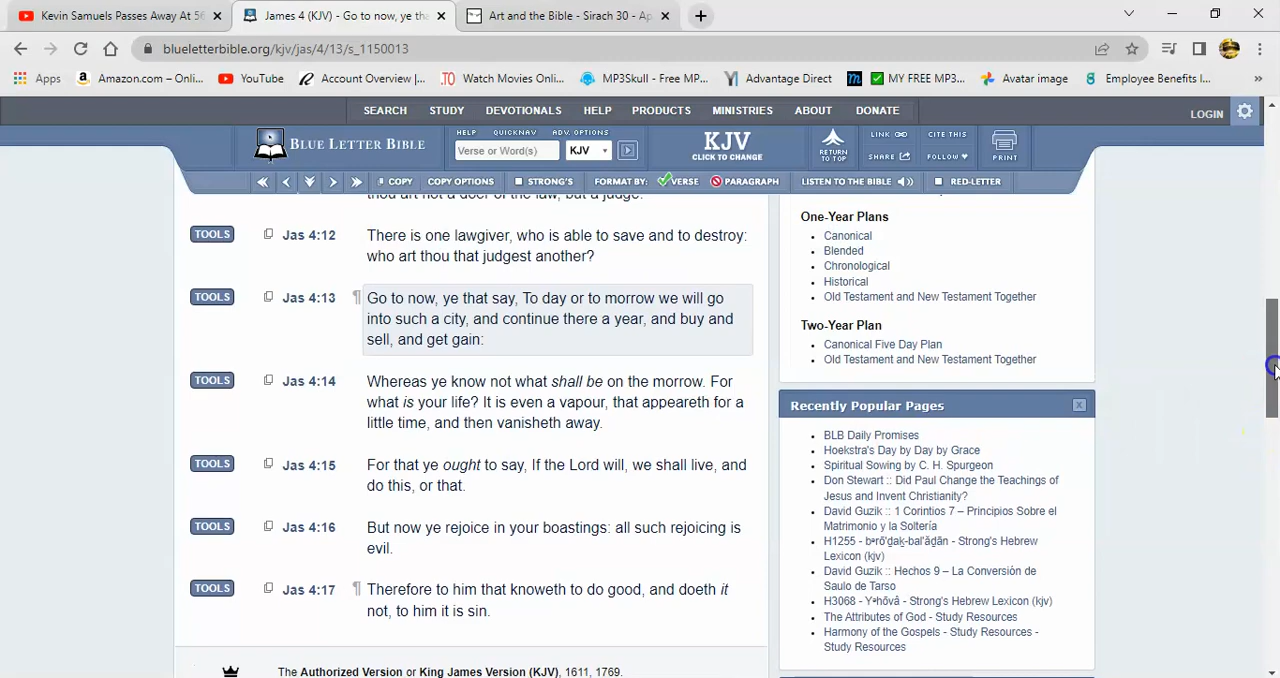 Kevin Samuels Passes Away At 56
James 4 (KJV) - Go to now, ye tha
Art and the Bible - Sirach 30 - Ap
blueletterbible.org/kjv/jas/4/13/s_1150013
Apps
Amazon.com – Onli...
YouTube
Account Overview |...
Watch Movies Onli...
MP3Skull - Free MP...
Advantage Direct
MY FREE MP3...
Avatar image
Employee Benefits I...
SEARCH STUDY DEVOTIONALS HELP PRODUCTS MINISTRIES ABOUT DONATE
LOGIN
BLUE LETTER BIBLE
HELP QUICKNAV ADV. OPTIONS
Verse or Word(s)
KJV
KJV
CLICK TO CHANGE
RETURN
TO TOP
LINK
SHARE
CITE THIS
FOLLOW
PRINT
COPY COPY OPTIONS STRONG'S FORMAT BY: VERSE PARAGRAPH LISTEN TO THE BIBLE RED-LETTER
thou art not a doer of the law, but a judge.
TOOLS Jas 4:12 There is one lawgiver, who is able to save and to destroy:
who art thou that judgest another?
TOOLS Jas 4:13 ¶ Go to now, ye that say, To day or to morrow we will go
into such a city, and continue there a year, and buy and
sell, and get gain:
TOOLS Jas 4:14 Whereas ye know not what shall be on the morrow. For
what is your life? It is even a vapour, that appeareth for a
little time, and then vanisheth away.
TOOLS Jas 4:15 For that ye ought to say, If the Lord will, we shall live, and
do this, or that.
TOOLS Jas 4:16 But now ye rejoice in your boastings: all such rejoicing is
evil.
TOOLS Jas 4:17 ¶ Therefore to him that knoweth to do good, and doeth it
not, to him it is sin.
The Authorized Version or King James Version (KJV), 1611, 1769.
One-Year Plans
Canonical
Blended
Chronological
Historical
Old Testament and New Testament Together
Two-Year Plan
Canonical Five Day Plan
Old Testament and New Testament Together
Recently Popular Pages
BLB Daily Promises
Hoekstra's Day by Day by Grace
Spiritual Sowing by C. H. Spurgeon
Don Stewart :: Did Paul Change the Teachings of
Jesus and Invent Christianity?
David Guzik :: 1 Corintios 7 – Principios Sobre el
Matrimonio y la Soltería
H1255 - bᵊrō'ḏaḵ-bal'ăḏān - Strong's Hebrew
Lexicon (kjv)
David Guzik :: Hechos 9 – La Conversión de
Saulo de Tarso
H3068 - Yᵊhōvâ - Strong's Hebrew Lexicon (kjv)
The Attributes of God - Study Resources
Harmony of the Gospels - Study Resources -
Study Resources